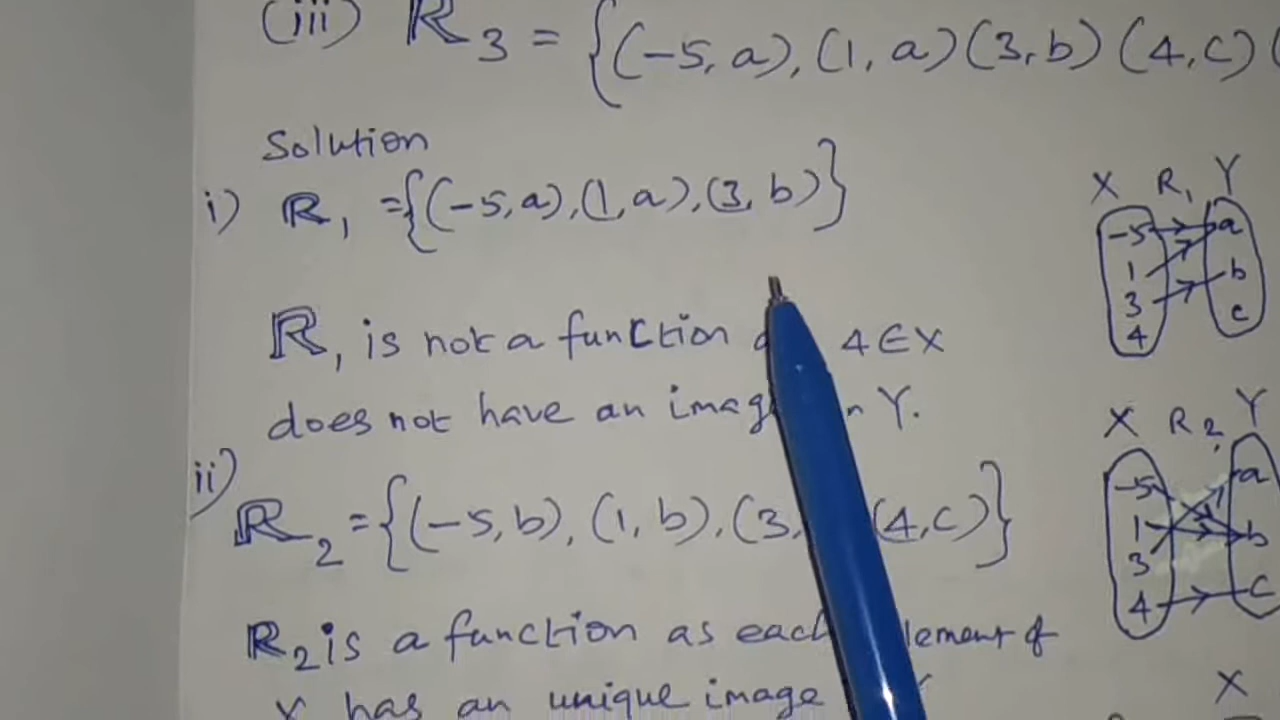 (iii) R3 = {(-5, a), (1, a) (3, b) (4, c) (
Solution
i) R1 = {(-5, a), (1, a), (3, b)}
R1 is not a function 4 ∈ X
does not have an Y.
ii)
R2 = {(-5, b), (1, b), (3, (4, c)}
R2 is a function as each of
X has an unique image
X R1 Y
-5 a
1 b
3 c
4
X R2 Y
-5 a
1 b
3 c
4
X